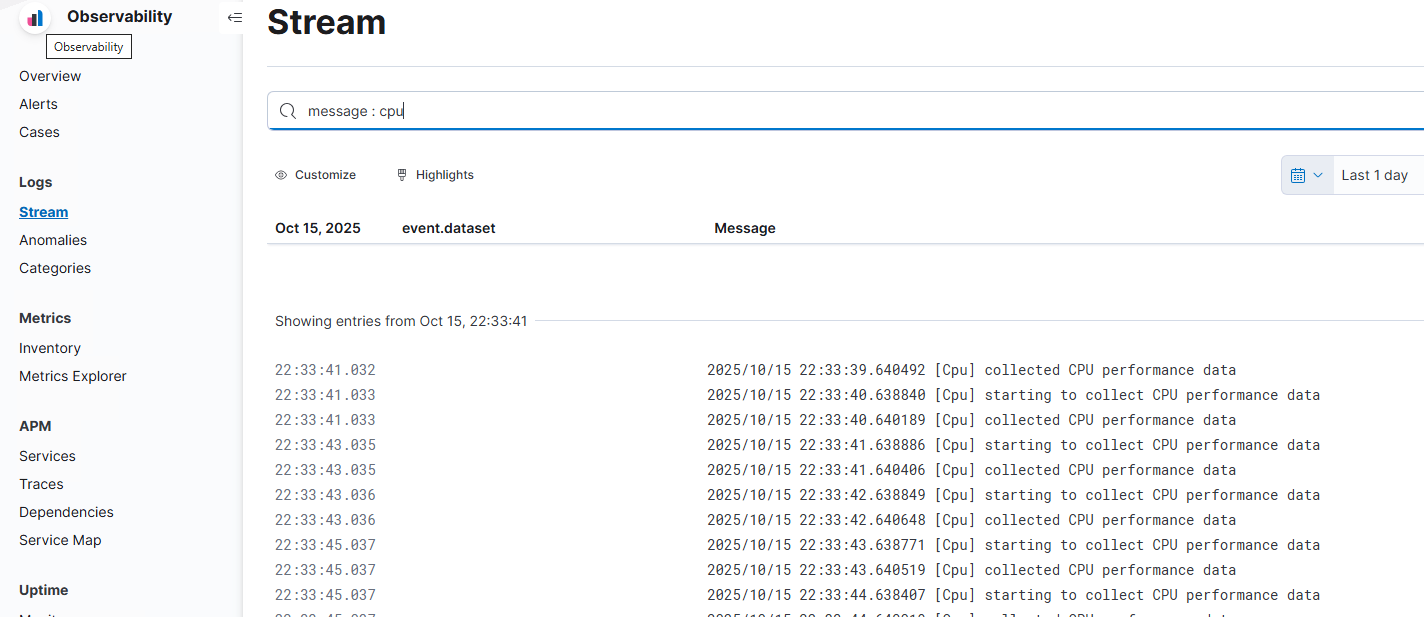 Observability
Observability
Overview
Alerts
Cases
Logs
Stream
Anomalies
Categories
Metrics
Inventory
Metrics Explorer
APM
Services
Traces
Dependencies
Service Map
Uptime
Stream
message : cpu
Customize Highlights
Last 1 day
Oct 15, 2025 event.dataset Message
Showing entries from Oct 15, 22:33:41
22:33:41.032 2025/10/15 22:33:39.640492 [Cpu] collected CPU performance data
22:33:41.033 2025/10/15 22:33:40.638840 [Cpu] starting to collect CPU performance data
22:33:41.033 2025/10/15 22:33:40.640189 [Cpu] collected CPU performance data
22:33:43.035 2025/10/15 22:33:41.638886 [Cpu] starting to collect CPU performance data
22:33:43.035 2025/10/15 22:33:41.640406 [Cpu] collected CPU performance data
22:33:43.036 2025/10/15 22:33:42.638849 [Cpu] starting to collect CPU performance data
22:33:43.036 2025/10/15 22:33:42.640648 [Cpu] collected CPU performance data
22:33:45.037 2025/10/15 22:33:43.638771 [Cpu] starting to collect CPU performance data
22:33:45.037 2025/10/15 22:33:43.640519 [Cpu] collected CPU performance data
22:33:45.037 2025/10/15 22:33:44.638407 [Cpu] starting to collect CPU performance data